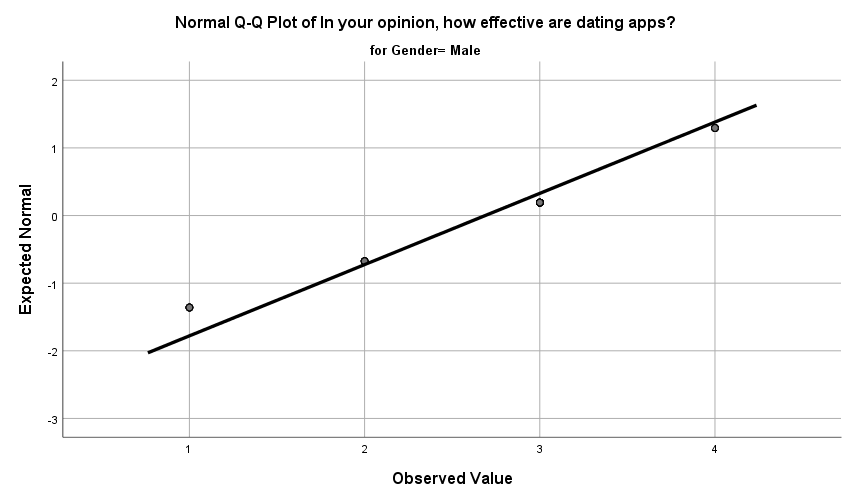 Normal Q-Q Plot of In your opinion, how effective are dating apps?
for Gender= Male
Expected Normal
2
1
0
-1
-2
-3
1 2 3 4
Observed Value